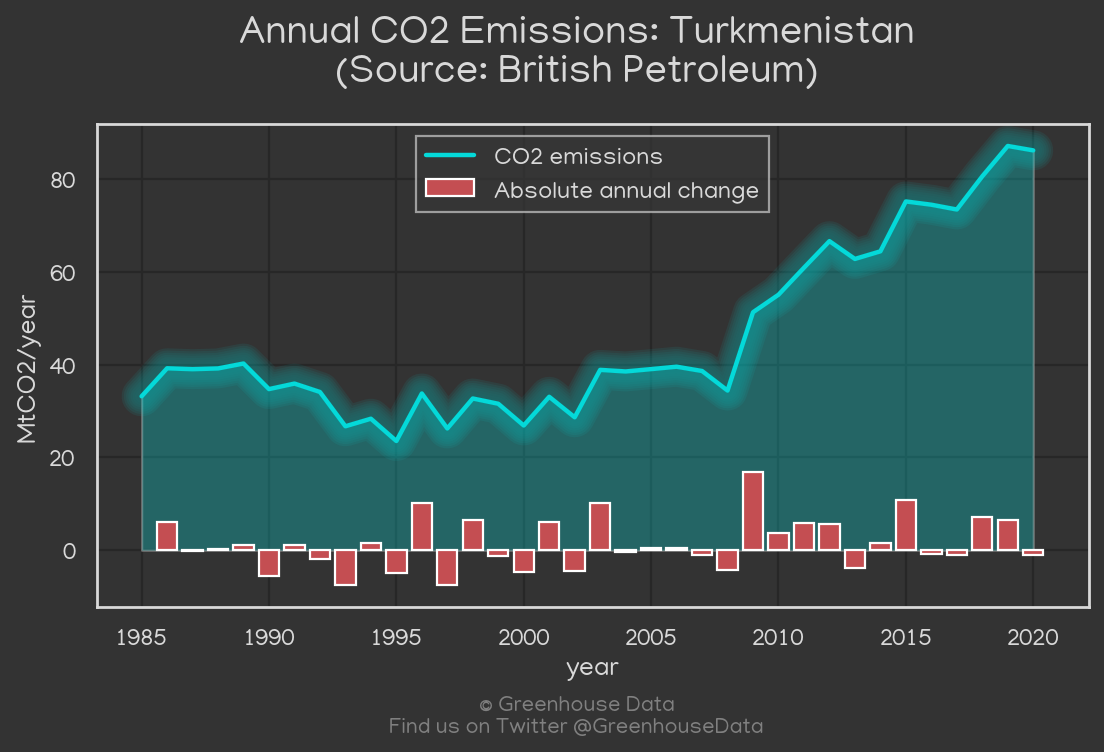 Annual CO2 Emissions: Turkmenistan
(Source: British Petroleum)
CO2 emissions
Absolute annual change
MtCO2/year
80
60
40
20
0
1985 1990 1995 2000 2005 2010 2015 2020
year
© Greenhouse Data
Find us on Twitter @GreenhouseData